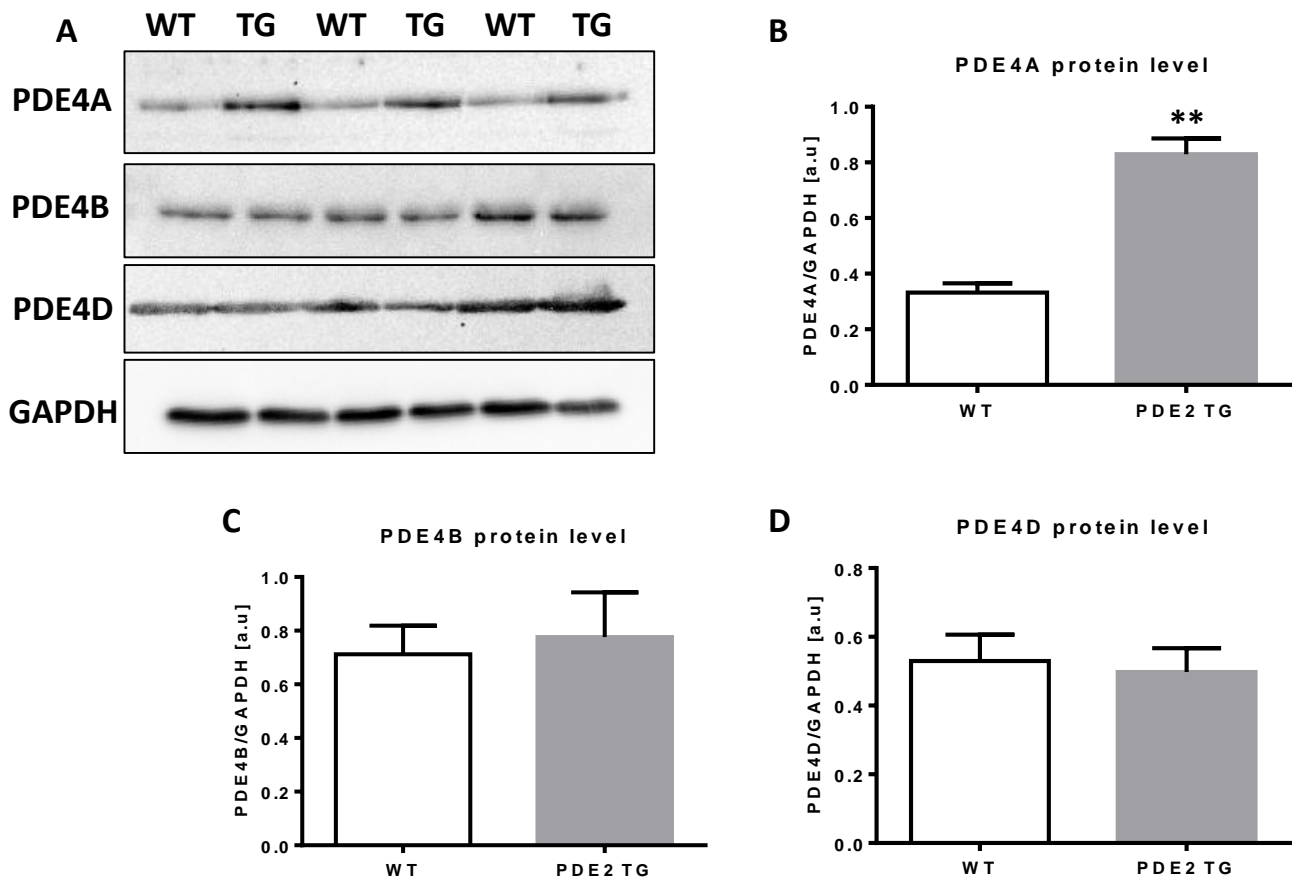 A
WT TG WT TG WT TG
PDE4A
PDE4B
PDE4D
GAPDH
B
PDE4A protein level
PDE4A/GAPDH [a.u]
1.0
0.8
0.6
0.4
0.2
0.0
**
WT
PDE2 TG
C
PDE4B protein level
PDE4B/GAPDH [a.u]
1.0
0.8
0.6
0.4
0.2
0.0
WT
PDE2 TG
D
PDE4D protein level
PDE4D/GAPDH [a.u]
0.8
0.6
0.4
0.2
0.0
WT
PDE2 TG